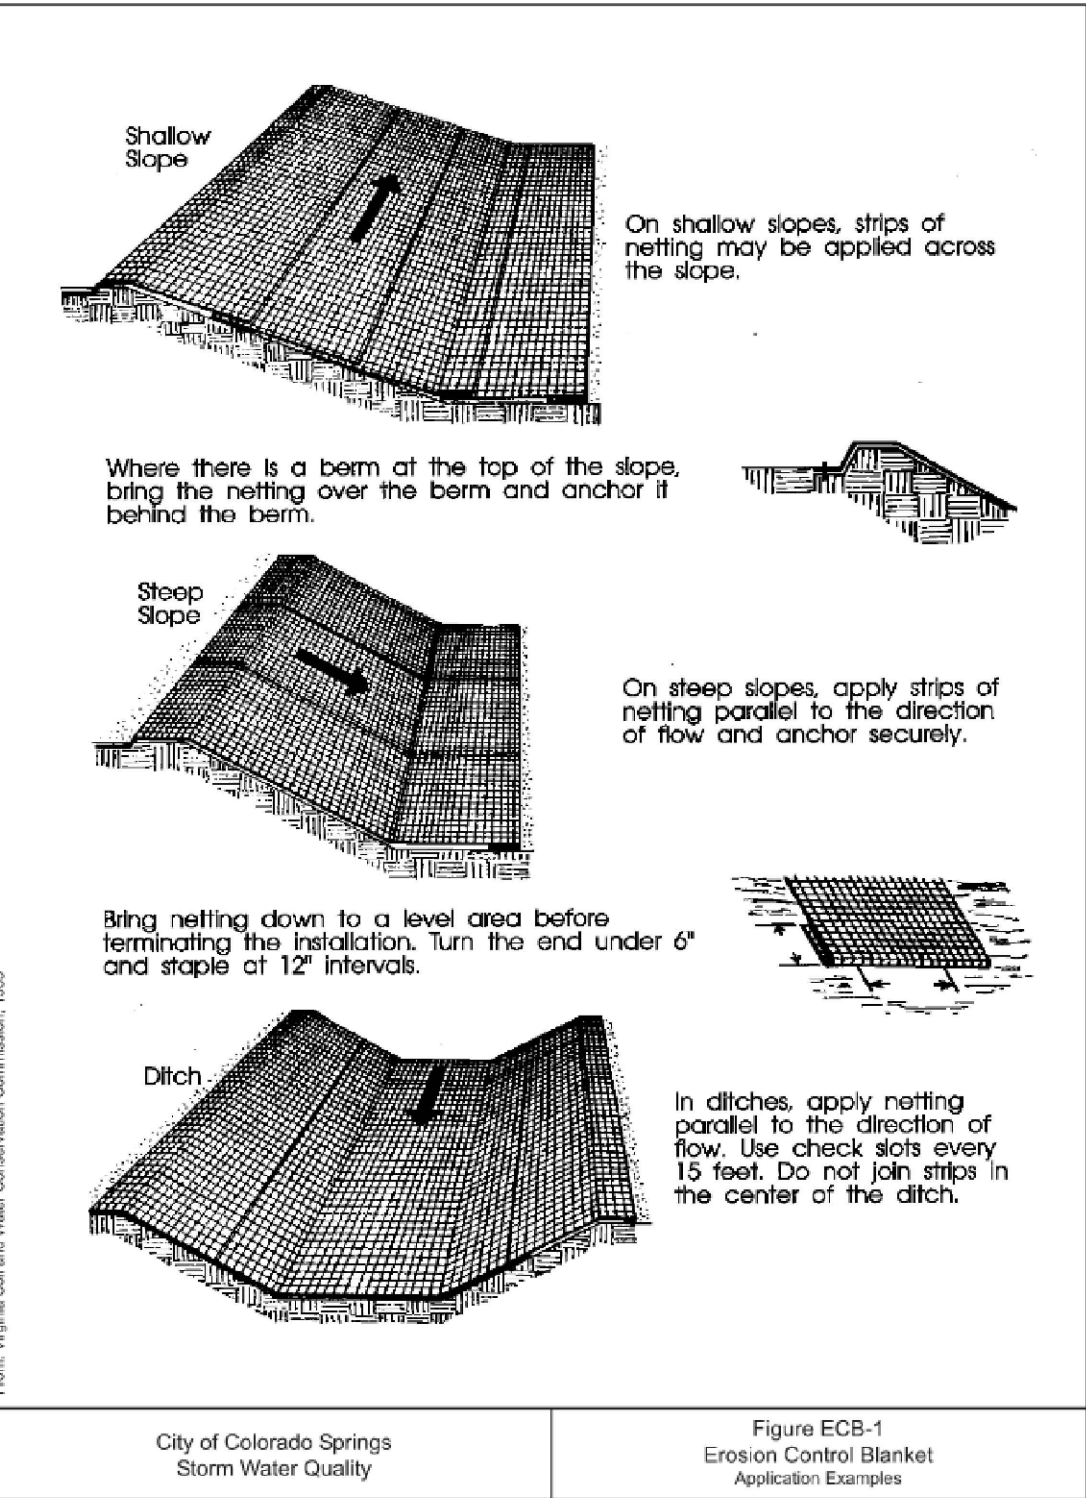 Shallow
Slope
On shallow slopes, strips of
netting may be applied across
the slope.
Where there is a berm at the top of the slope,
bring the netting over the berm and anchor it
behind the berm.
Steep
Slope
On steep slopes, apply strips of
netting parallel to the direction
of flow and anchor securely.
Bring netting down to a level area before
terminating the installation. Turn the end under 6"
and staple at 12" intervals.
Ditch
In ditches, apply netting
parallel to the direction of
flow. Use check slots every
15 feet. Do not join strips in
the center of the ditch.
Virginia Soil and Water Conservation Commission,
City of Colorado Springs
Storm Water Quality
Figure ECB-1
Erosion Control Blanket
Application Examples